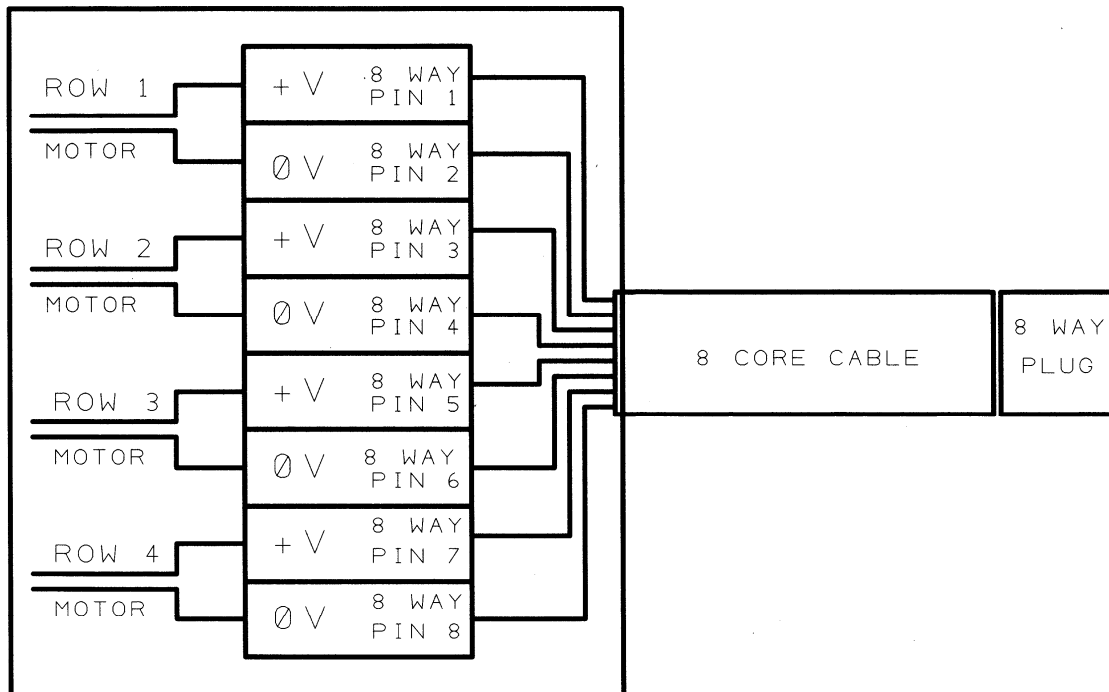 ROW 1
MOTOR
+V 8 WAY
PIN 1
0V 8 WAY
PIN 2
ROW 2
MOTOR
+V 8 WAY
PIN 3
0V 8 WAY
PIN 4
ROW 3
MOTOR
+V 8 WAY
PIN 5
0V 8 WAY
PIN 6
ROW 4
MOTOR
+V 8 WAY
PIN 7
0V 8 WAY
PIN 8
8 CORE CABLE
8 WAY
PLUG